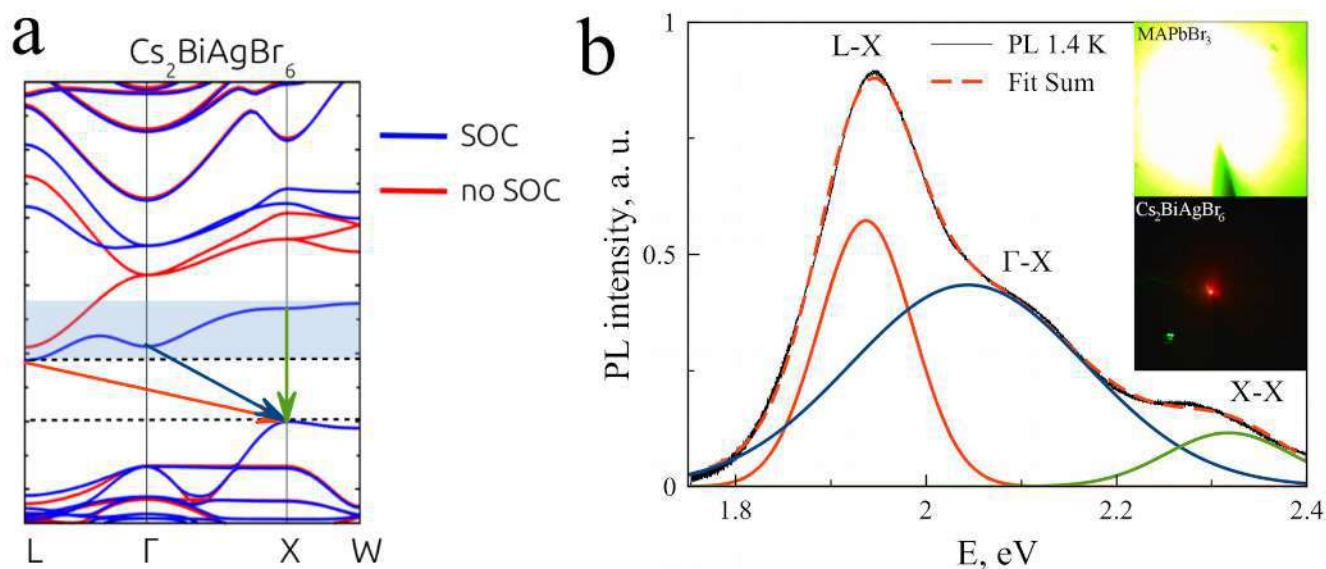 a
Cs₂BiAgBr₆
SOC
no SOC
L Γ X W
b
1
0.5
0
PL intensity, a. u.
L-X
PL 1.4 K
Fit Sum
Γ-X
X-X
MAPbBr₃
Cs₂BiAgBr₆
1.8 2 2.2 2.4
E, eV